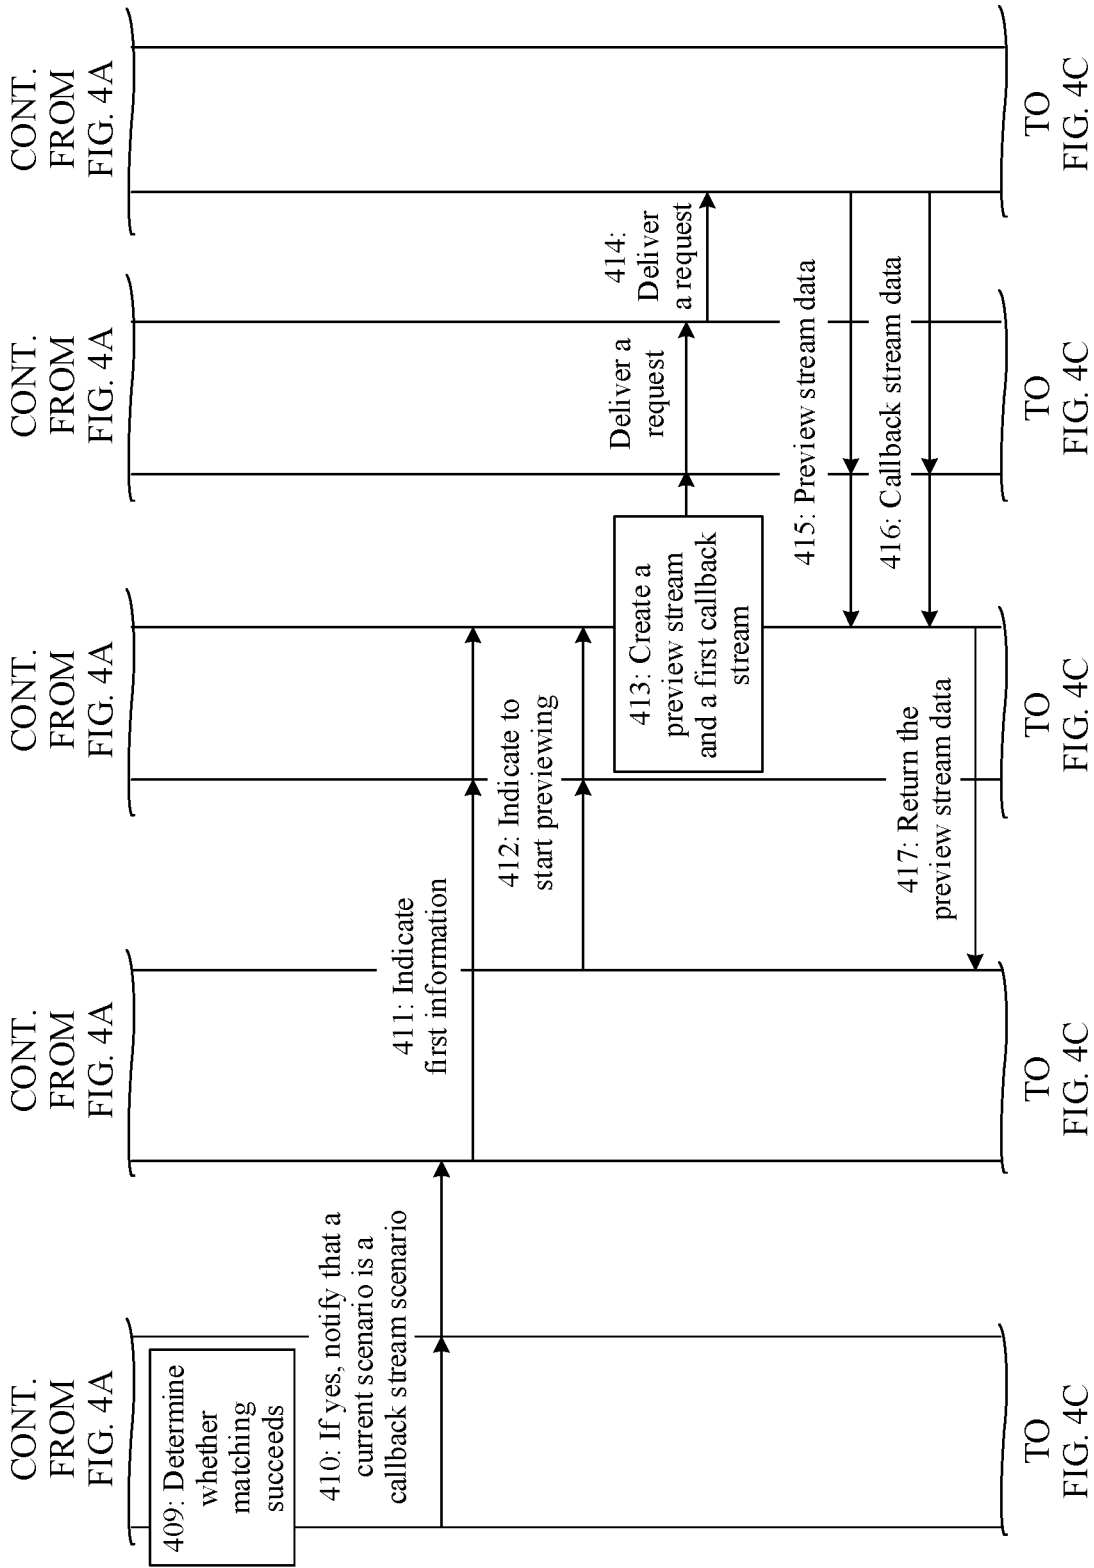 CONT.
FROM
FIG. 4A
CONT.
FROM
FIG. 4A
CONT.
FROM
FIG. 4A
CONT.
FROM
FIG. 4A
CONT.
FROM
FIG. 4A
409: Determine
whether
matching
succeeds
410: If yes, notify that a
current scenario is a
callback stream scenario
411: Indicate
first information
412: Indicate to
start previewing
413: Create a
preview stream
and a first callback
stream
Deliver a
request
414:
Deliver
a request
415: Preview stream data
416: Callback stream data
417: Return the
preview stream data
TO
FIG. 4C
TO
FIG. 4C
TO
FIG. 4C
TO
FIG. 4C
TO
FIG. 4C